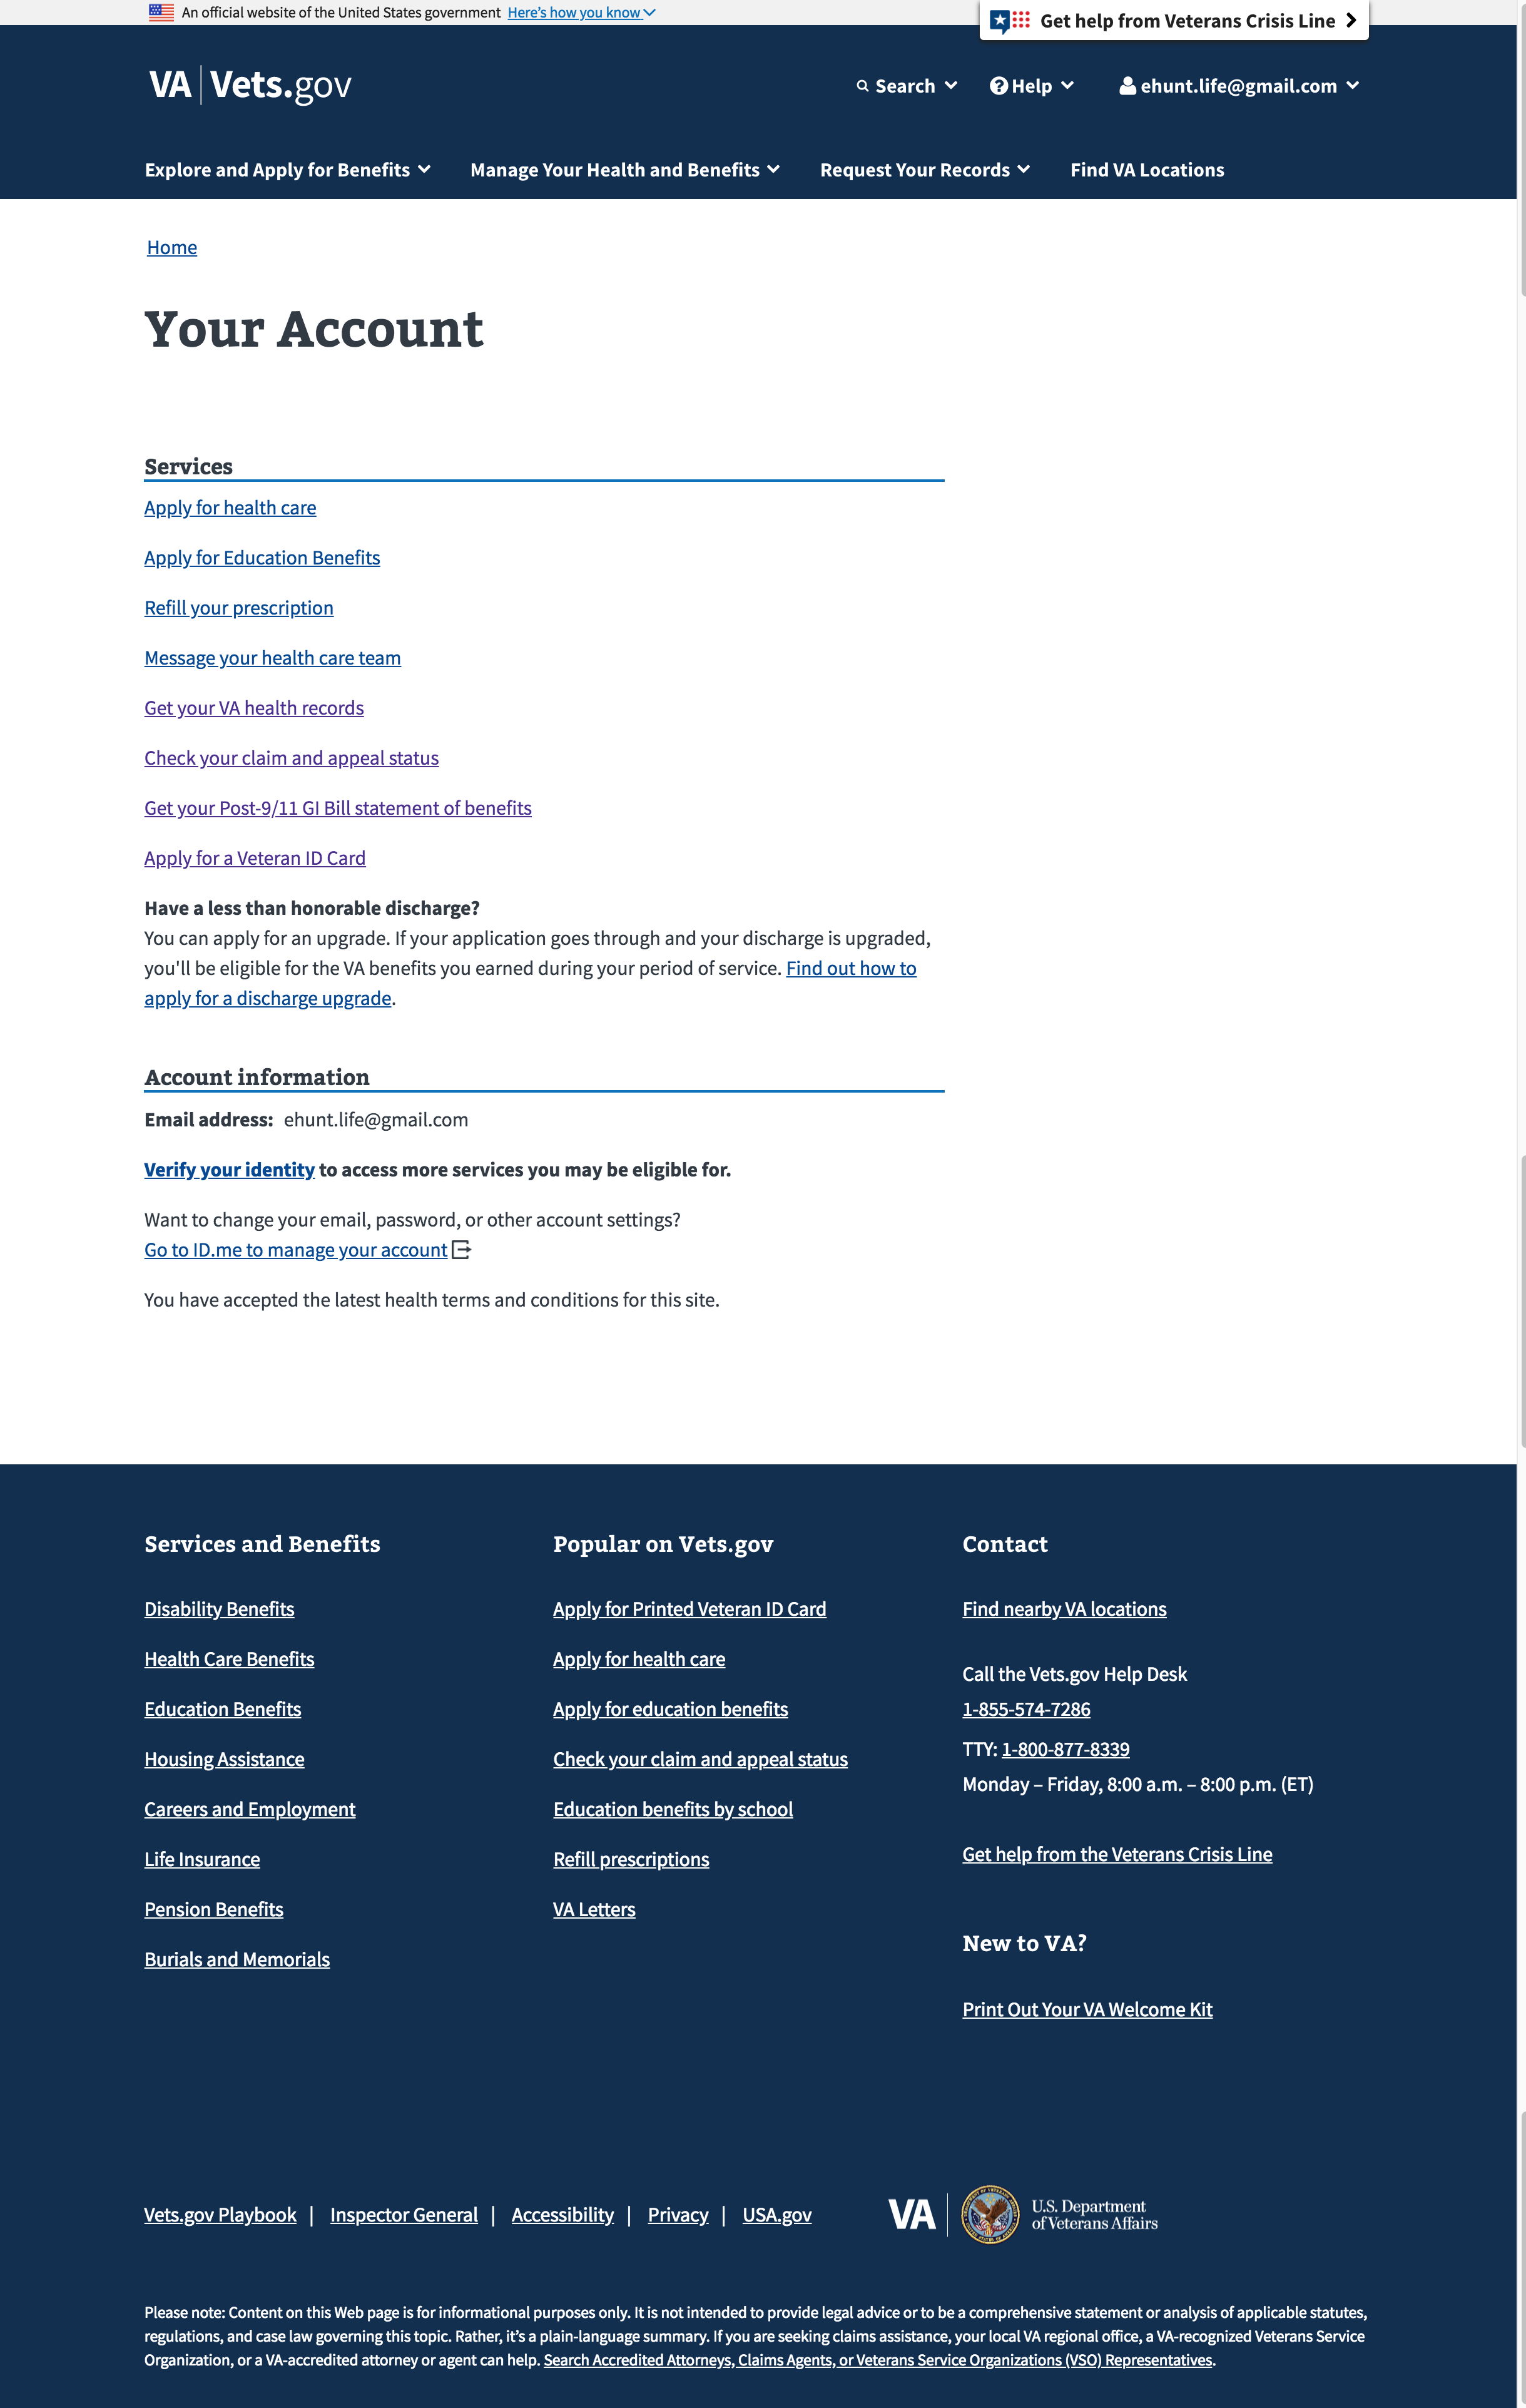 An official website of the United States government Here's how you know
Get help from Veterans Crisis Line
VA Vets.gov
Search Help ehunt.life@gmail.com
Explore and Apply for Benefits Manage Your Health and Benefits Request Your Records Find VA Locations
Home
Your Account
Services
Apply for health care
Apply for Education Benefits
Refill your prescription
Message your health care team
Get your VA health records
Check your claim and appeal status
Get your Post-9/11 GI Bill statement of benefits
Apply for a Veteran ID Card
Have a less than honorable discharge?
You can apply for an upgrade. If your application goes through and your discharge is upgraded,
you'll be eligible for the VA benefits you earned during your period of service. Find out how to
apply for a discharge upgrade.
Account information
Email address: ehunt.life@gmail.com
Verify your identity to access more services you may be eligible for.
Want to change your email, password, or other account settings?
Go to ID.me to manage your account
You have accepted the latest health terms and conditions for this site.
Services and Benefits
Disability Benefits
Health Care Benefits
Education Benefits
Housing Assistance
Careers and Employment
Life Insurance
Pension Benefits
Burials and Memorials
Popular on Vets.gov
Apply for Printed Veteran ID Card
Apply for health care
Apply for education benefits
Check your claim and appeal status
Education benefits by school
Refill prescriptions
VA Letters
Contact
Find nearby VA locations
Call the Vets.gov Help Desk
1-855-574-7286
TTY: 1-800-877-8339
Monday – Friday, 8:00 a.m. – 8:00 p.m. (ET)
Get help from the Veterans Crisis Line
New to VA?
Print Out Your VA Welcome Kit
Vets.gov Playbook | Inspector General | Accessibility | Privacy | USA.gov
VA
U.S. Department
of Veterans Affairs
Please note: Content on this Web page is for informational purposes only. It is not intended to provide legal advice or to be a comprehensive statement or analysis of applicable statutes,
regulations, and case law governing this topic. Rather, it's a plain-language summary. If you are seeking claims assistance, your local VA regional office, a VA-recognized Veterans Service
Organization, or a VA-accredited attorney or agent can help. Search Accredited Attorneys, Claims Agents, or Veterans Service Organizations (VSO) Representatives.